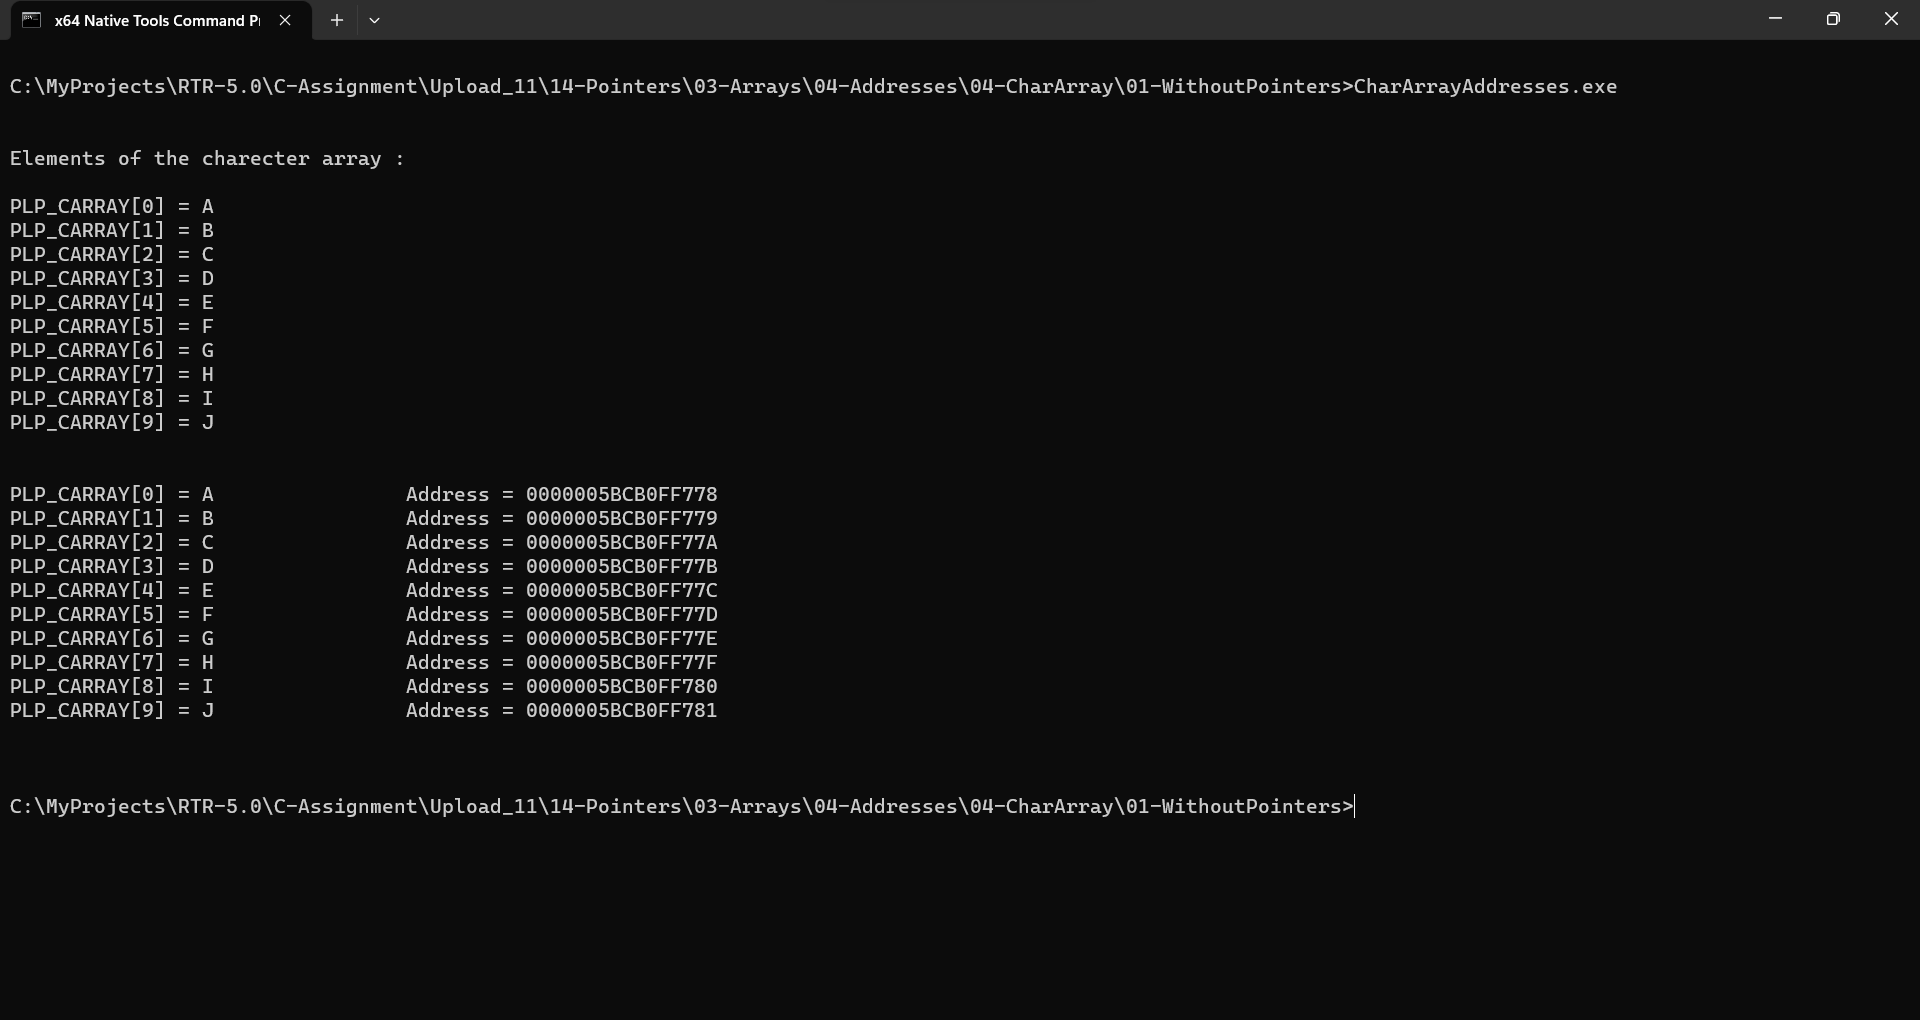 x64 Native Tools Command P
C:\MyProjects\RTR-5.0\C-Assignment\Upload_11\14-Pointers\03-Arrays\04-Addresses\04-CharArray\01-WithoutPointers>CharArrayAddresses.exe
Elements of the charecter array :
PLP_CARRAY[0] = A
PLP_CARRAY[1] = B
PLP_CARRAY[2] = C
PLP_CARRAY[3] = D
PLP_CARRAY[4] = E
PLP_CARRAY[5] = F
PLP_CARRAY[6] = G
PLP_CARRAY[7] = H
PLP_CARRAY[8] = I
PLP_CARRAY[9] = J
PLP_CARRAY[0] = A                Address = 0000005BCB0FF778
PLP_CARRAY[1] = B                Address = 0000005BCB0FF779
PLP_CARRAY[2] = C                Address = 0000005BCB0FF77A
PLP_CARRAY[3] = D                Address = 0000005BCB0FF77B
PLP_CARRAY[4] = E                Address = 0000005BCB0FF77C
PLP_CARRAY[5] = F                Address = 0000005BCB0FF77D
PLP_CARRAY[6] = G                Address = 0000005BCB0FF77E
PLP_CARRAY[7] = H                Address = 0000005BCB0FF77F
PLP_CARRAY[8] = I                Address = 0000005BCB0FF780
PLP_CARRAY[9] = J                Address = 0000005BCB0FF781
C:\MyProjects\RTR-5.0\C-Assignment\Upload_11\14-Pointers\03-Arrays\04-Addresses\04-CharArray\01-WithoutPointers>